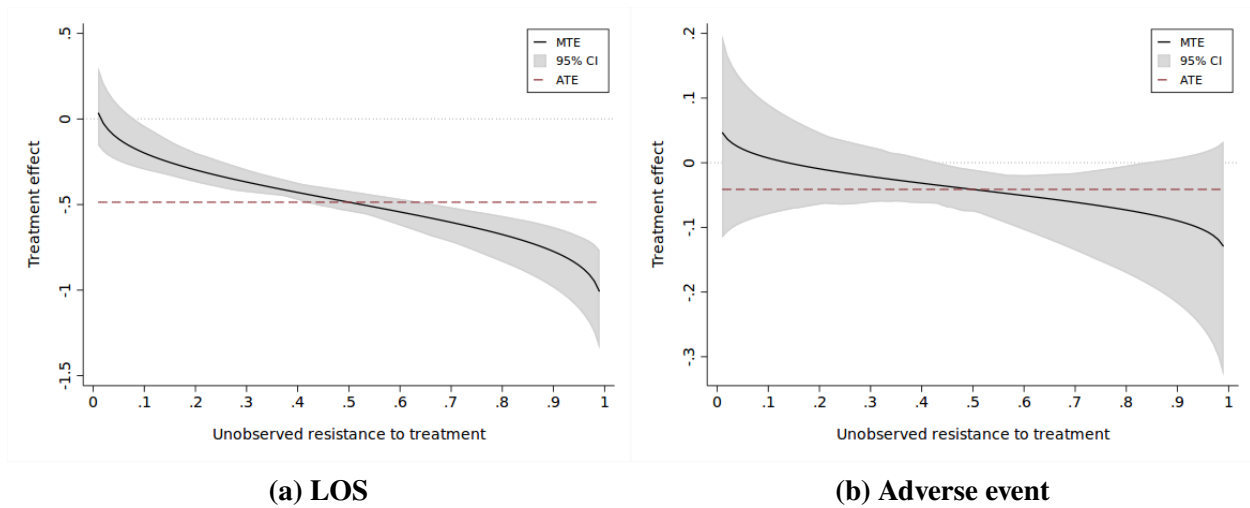 .5
0
-.5
-1
-1.5
Treatment effect
MTE
95% CI
ATE
0 .1 .2 .3 .4 .5 .6 .7 .8 .9 1
Unobserved resistance to treatment
(a) LOS
.2
.1
0
-.1
-.2
-.3
Treatment effect
MTE
95% CI
ATE
0 .1 .2 .3 .4 .5 .6 .7 .8 .9 1
Unobserved resistance to treatment
(b) Adverse event